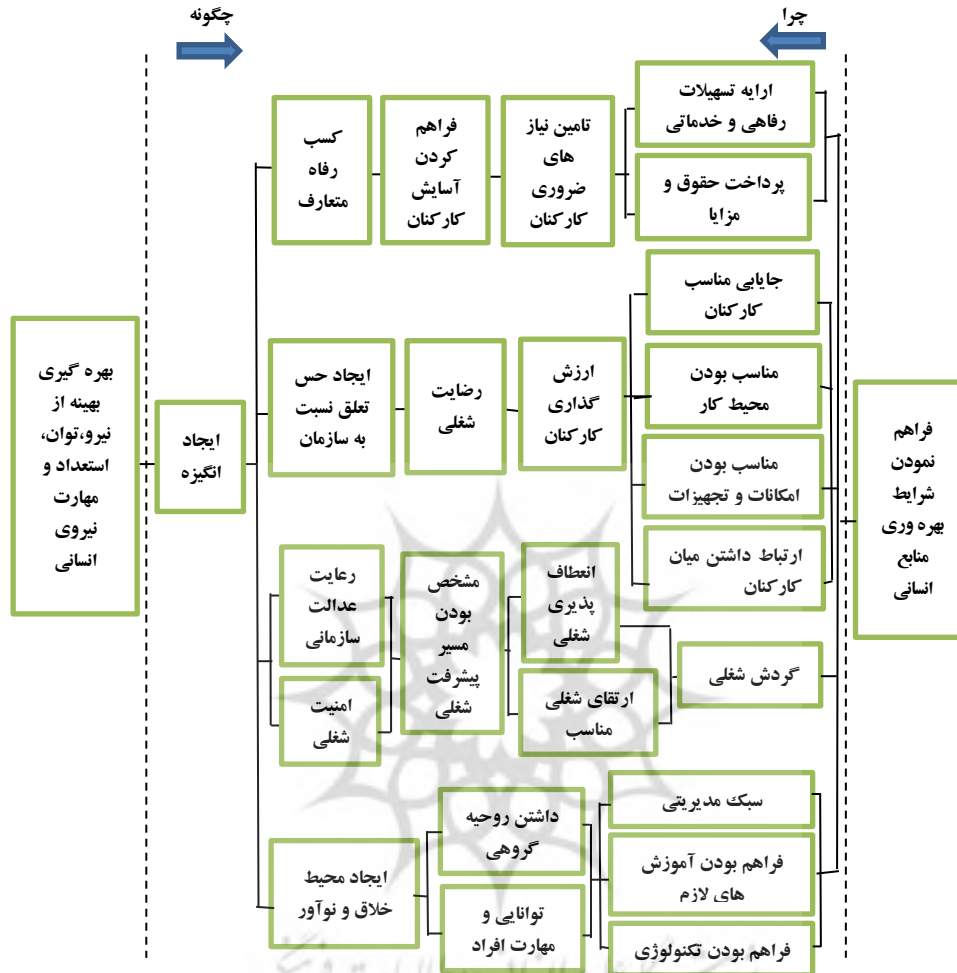 چرا
چگونه
ارایه تسهیلات
رفاهی و خدماتی
پرداخت حقوق و
مزایا
تامین نیاز
های
ضروری
کارکنان
فراهم
کردن
آسایش
کارکنان
کسب
رفاه
متعارف
جایابی مناسب
کارکنان
مناسب بودن
محیط کار
مناسب بودن
امکانات و تجهیزات
ارتباط داشتن میان
کارکنان
ارزش
گذاری
کارکنان
رضایت
شغلی
ایجاد حس
تعلق نسبت
به سازمان
فراهم
نمودن
شرایط
بهره وری
منابع
انسانی
ایجاد
انگیزه
بهره گیری
بهینه از
نیرو،توان،
استعداد و
مهارت
نیروی
انسانی
گردش شغلی
انعطاف
پذیری
شغلی
ارتقای شغلی
مناسب
مشخص
بودن
مسیر
پیشرفت
شغلی
رعایت
عدالت
سازمانی
امنیت
شغلی
سبک مدیریتی
فراهم بودن آموزش
های لازم
فراهم بودن تکنولوژی
داشتن روحیه
گروهی
توانایی و
مهارت افراد
ایجاد محیط
خلاق و نوآور